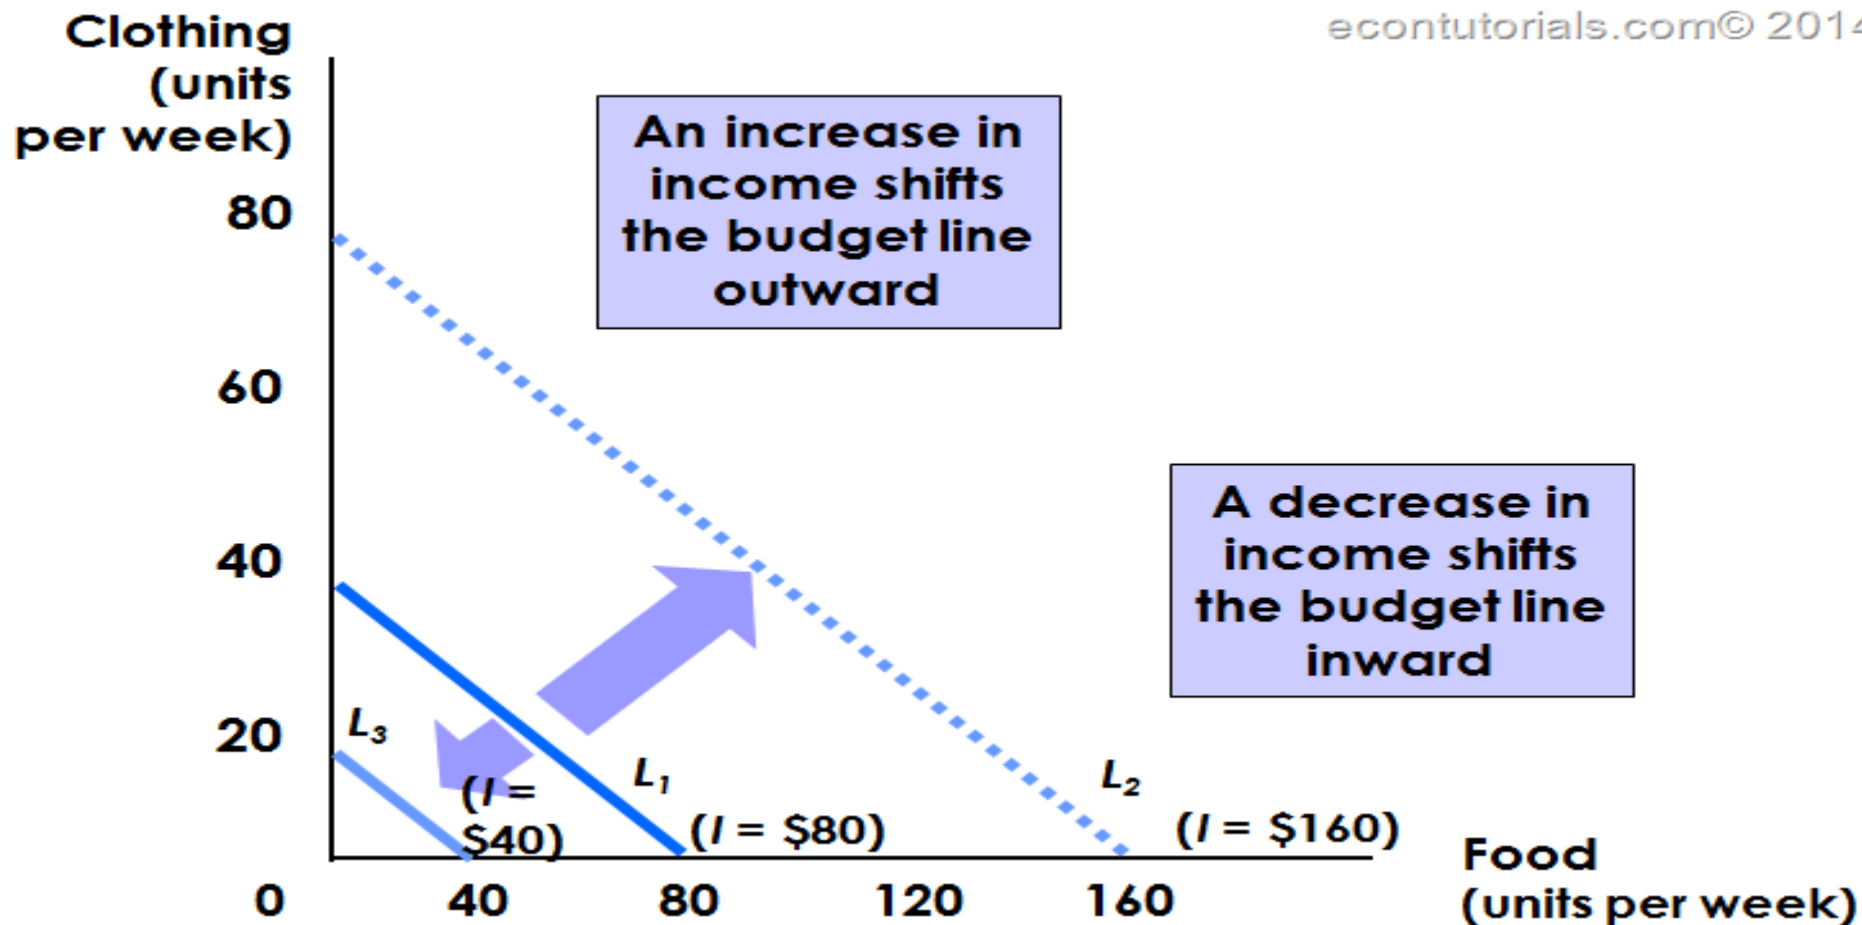 econtutorials.com© 2014
Clothing
(units
per week)
An increase in
income shifts
the budget line
outward
80
60
A decrease in
income shifts
the budget line
inward
40
20
L3
(I =
$40)
L1
(I = $80)
L2
(I = $160)
Food
(units per week)
0 40 80 120 160